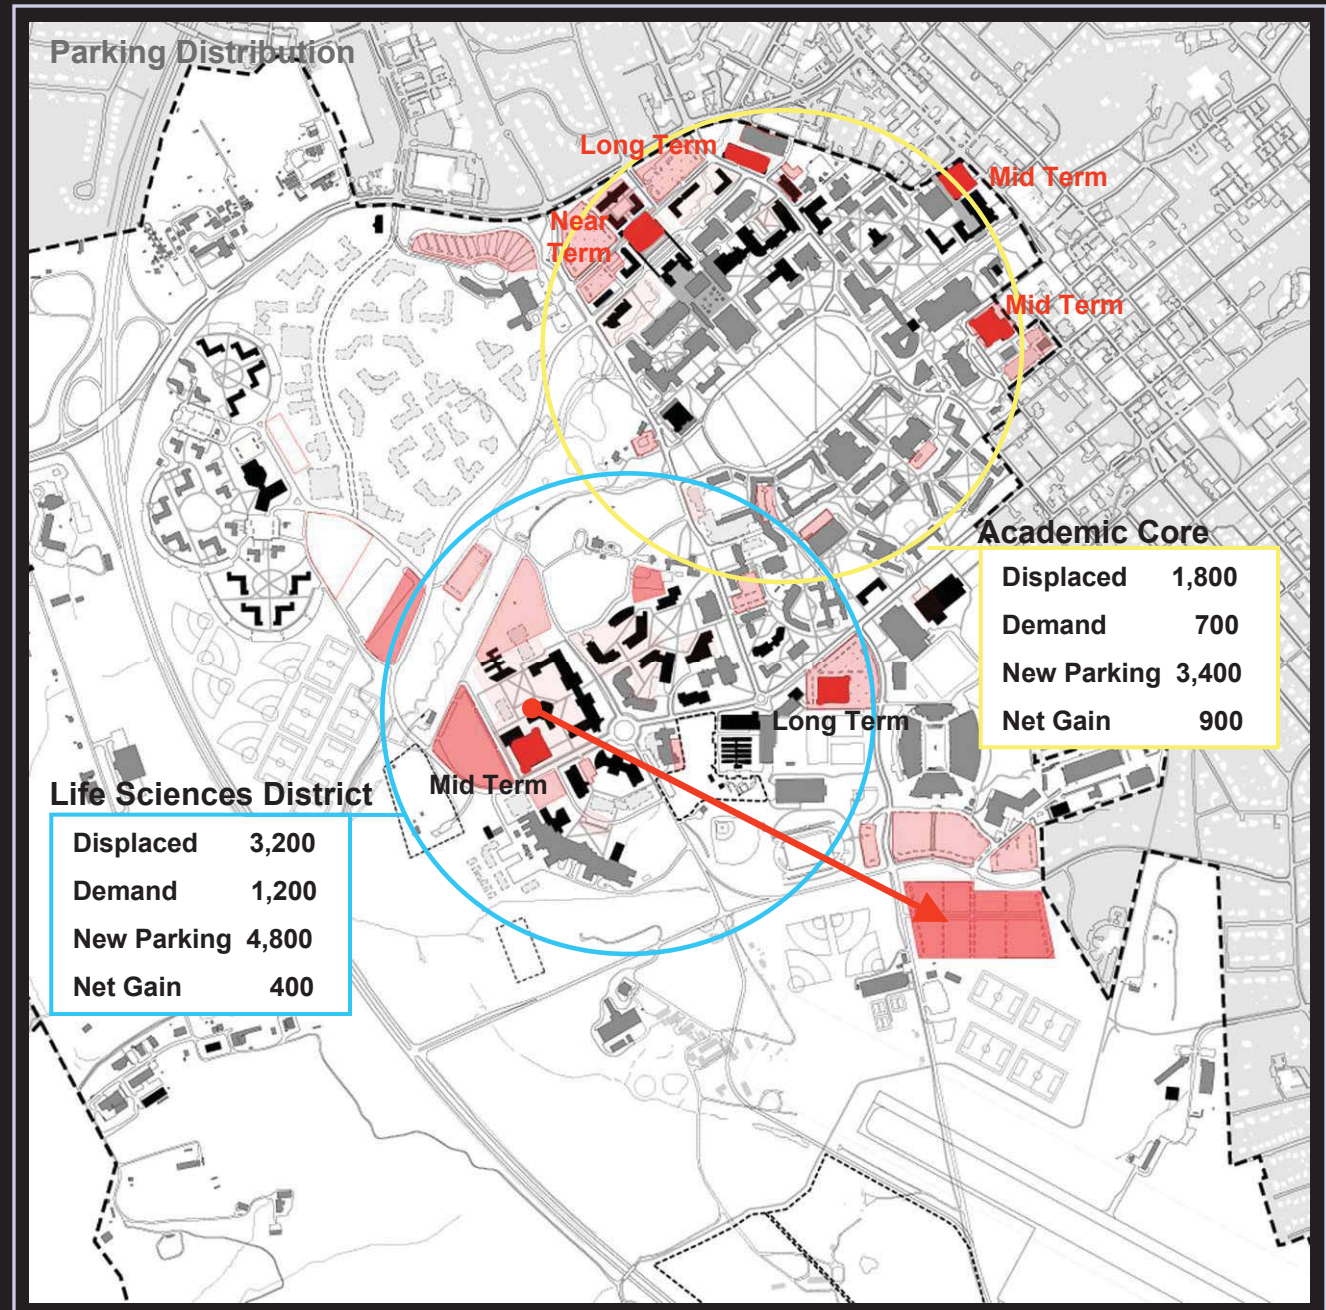 Parking Distribution
Long Term
Mid Term
Near
Term
Mid Term
Academic Core
Displaced 1,800
Demand 700
New Parking 3,400
Net Gain 900
Long Term
Mid Term
Life Sciences District
Displaced 3,200
Demand 1,200
New Parking 4,800
Net Gain 400